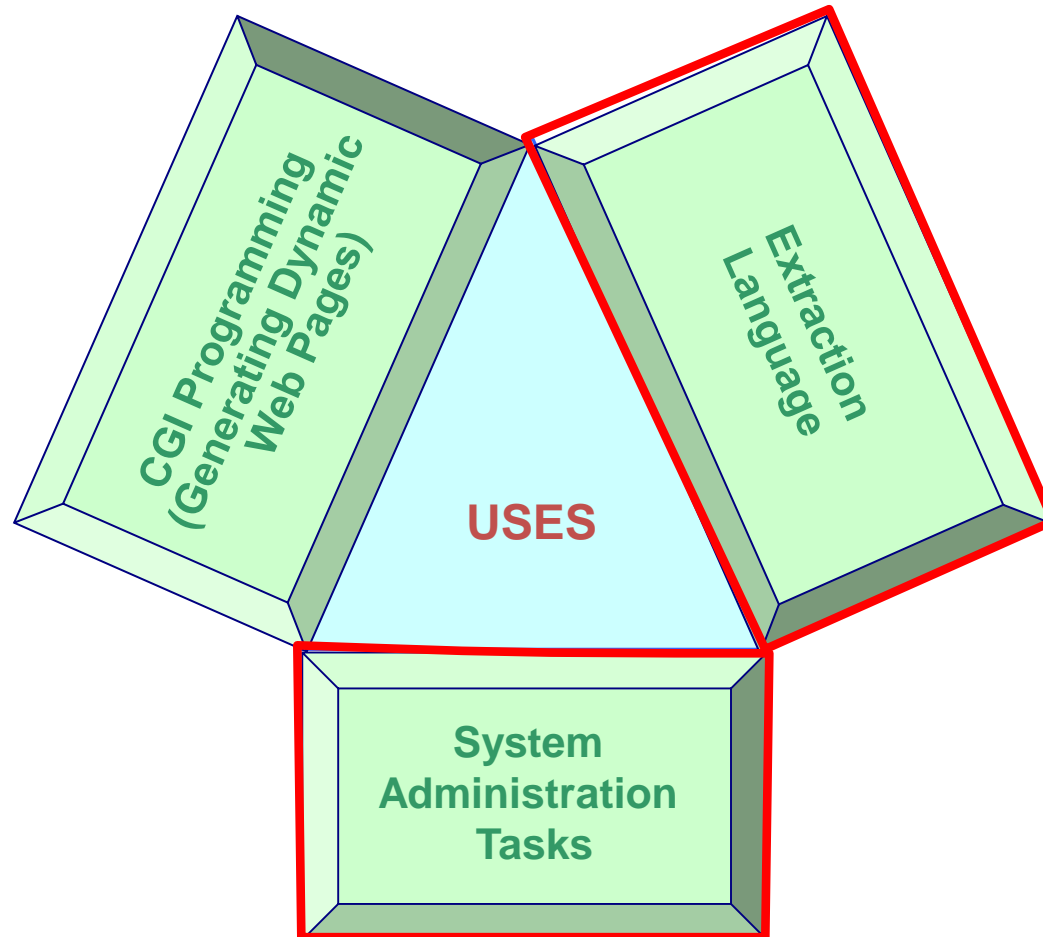 CGI Programming
(Generating Dynamic
Web Pages)
Extraction
Language
USES
System
Administration
Tasks